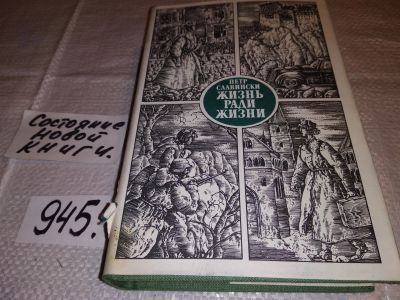 ПЕТР
СЛАВИНСКИ
ЖИЗНЬ
РАДИ
ЖИЗНИ
Состояние
новой
книги.
945.